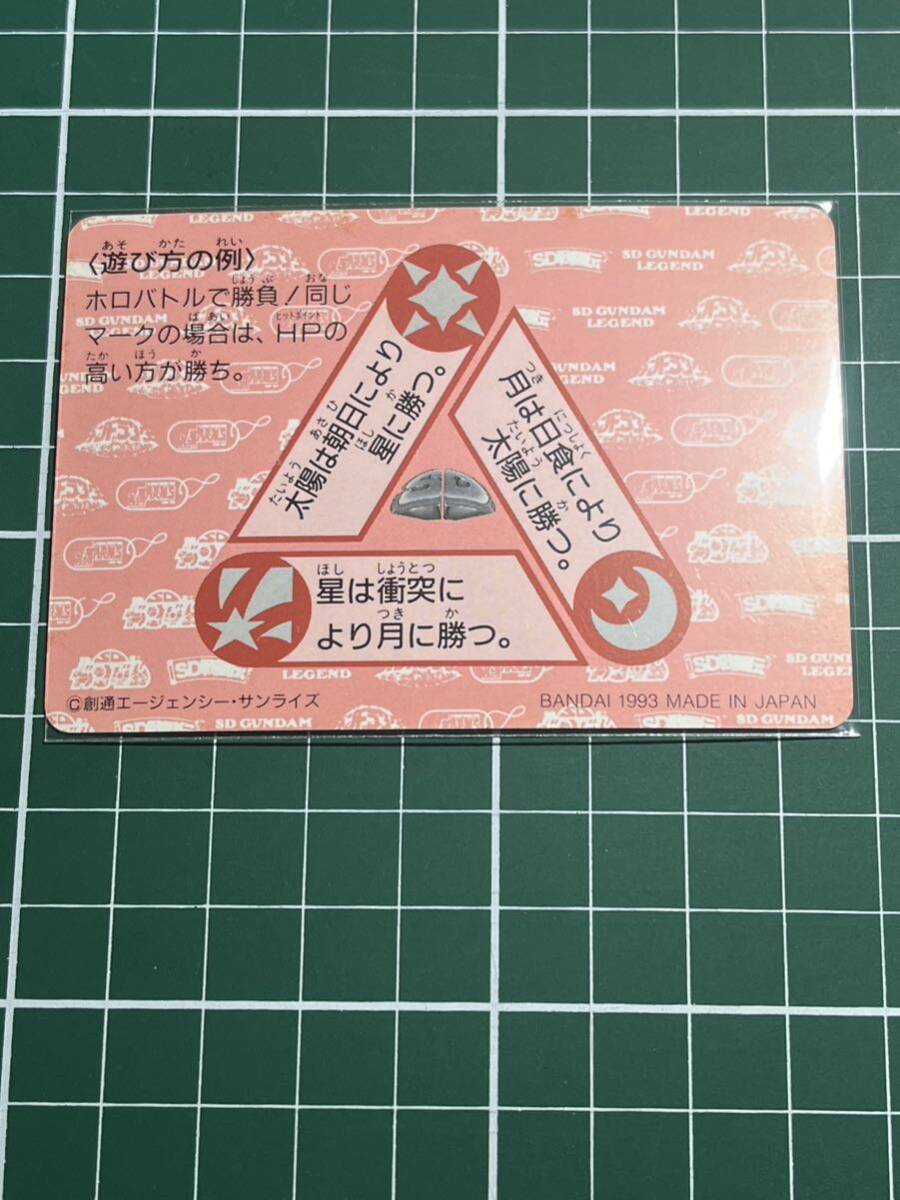 〈遊び方の例〉
ホロバトルで勝負！同じ
マークの場合は、HPの
高い方が勝ち。
太陽は朝日により
星に勝つ。
月は日食により
太陽に勝つ。
星は衝突に
より月に勝つ。
©創通エージェンシー・サンライズ
BANDAI 1993 MADE IN JAPAN
SD GUNDAM
LEGEND